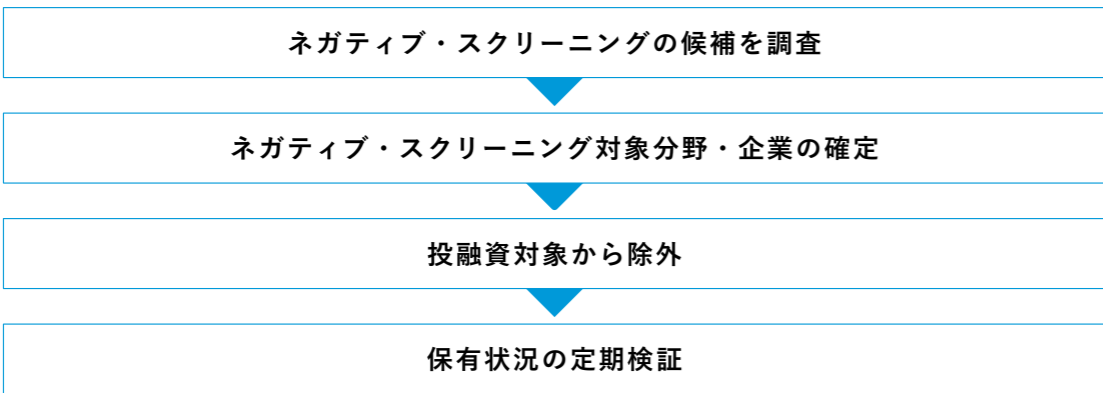 ネガティブ・スクリーニングの候補を調査
ネガティブ・スクリーニング対象分野・企業の確定
投融資対象から除外
保有状況の定期検証